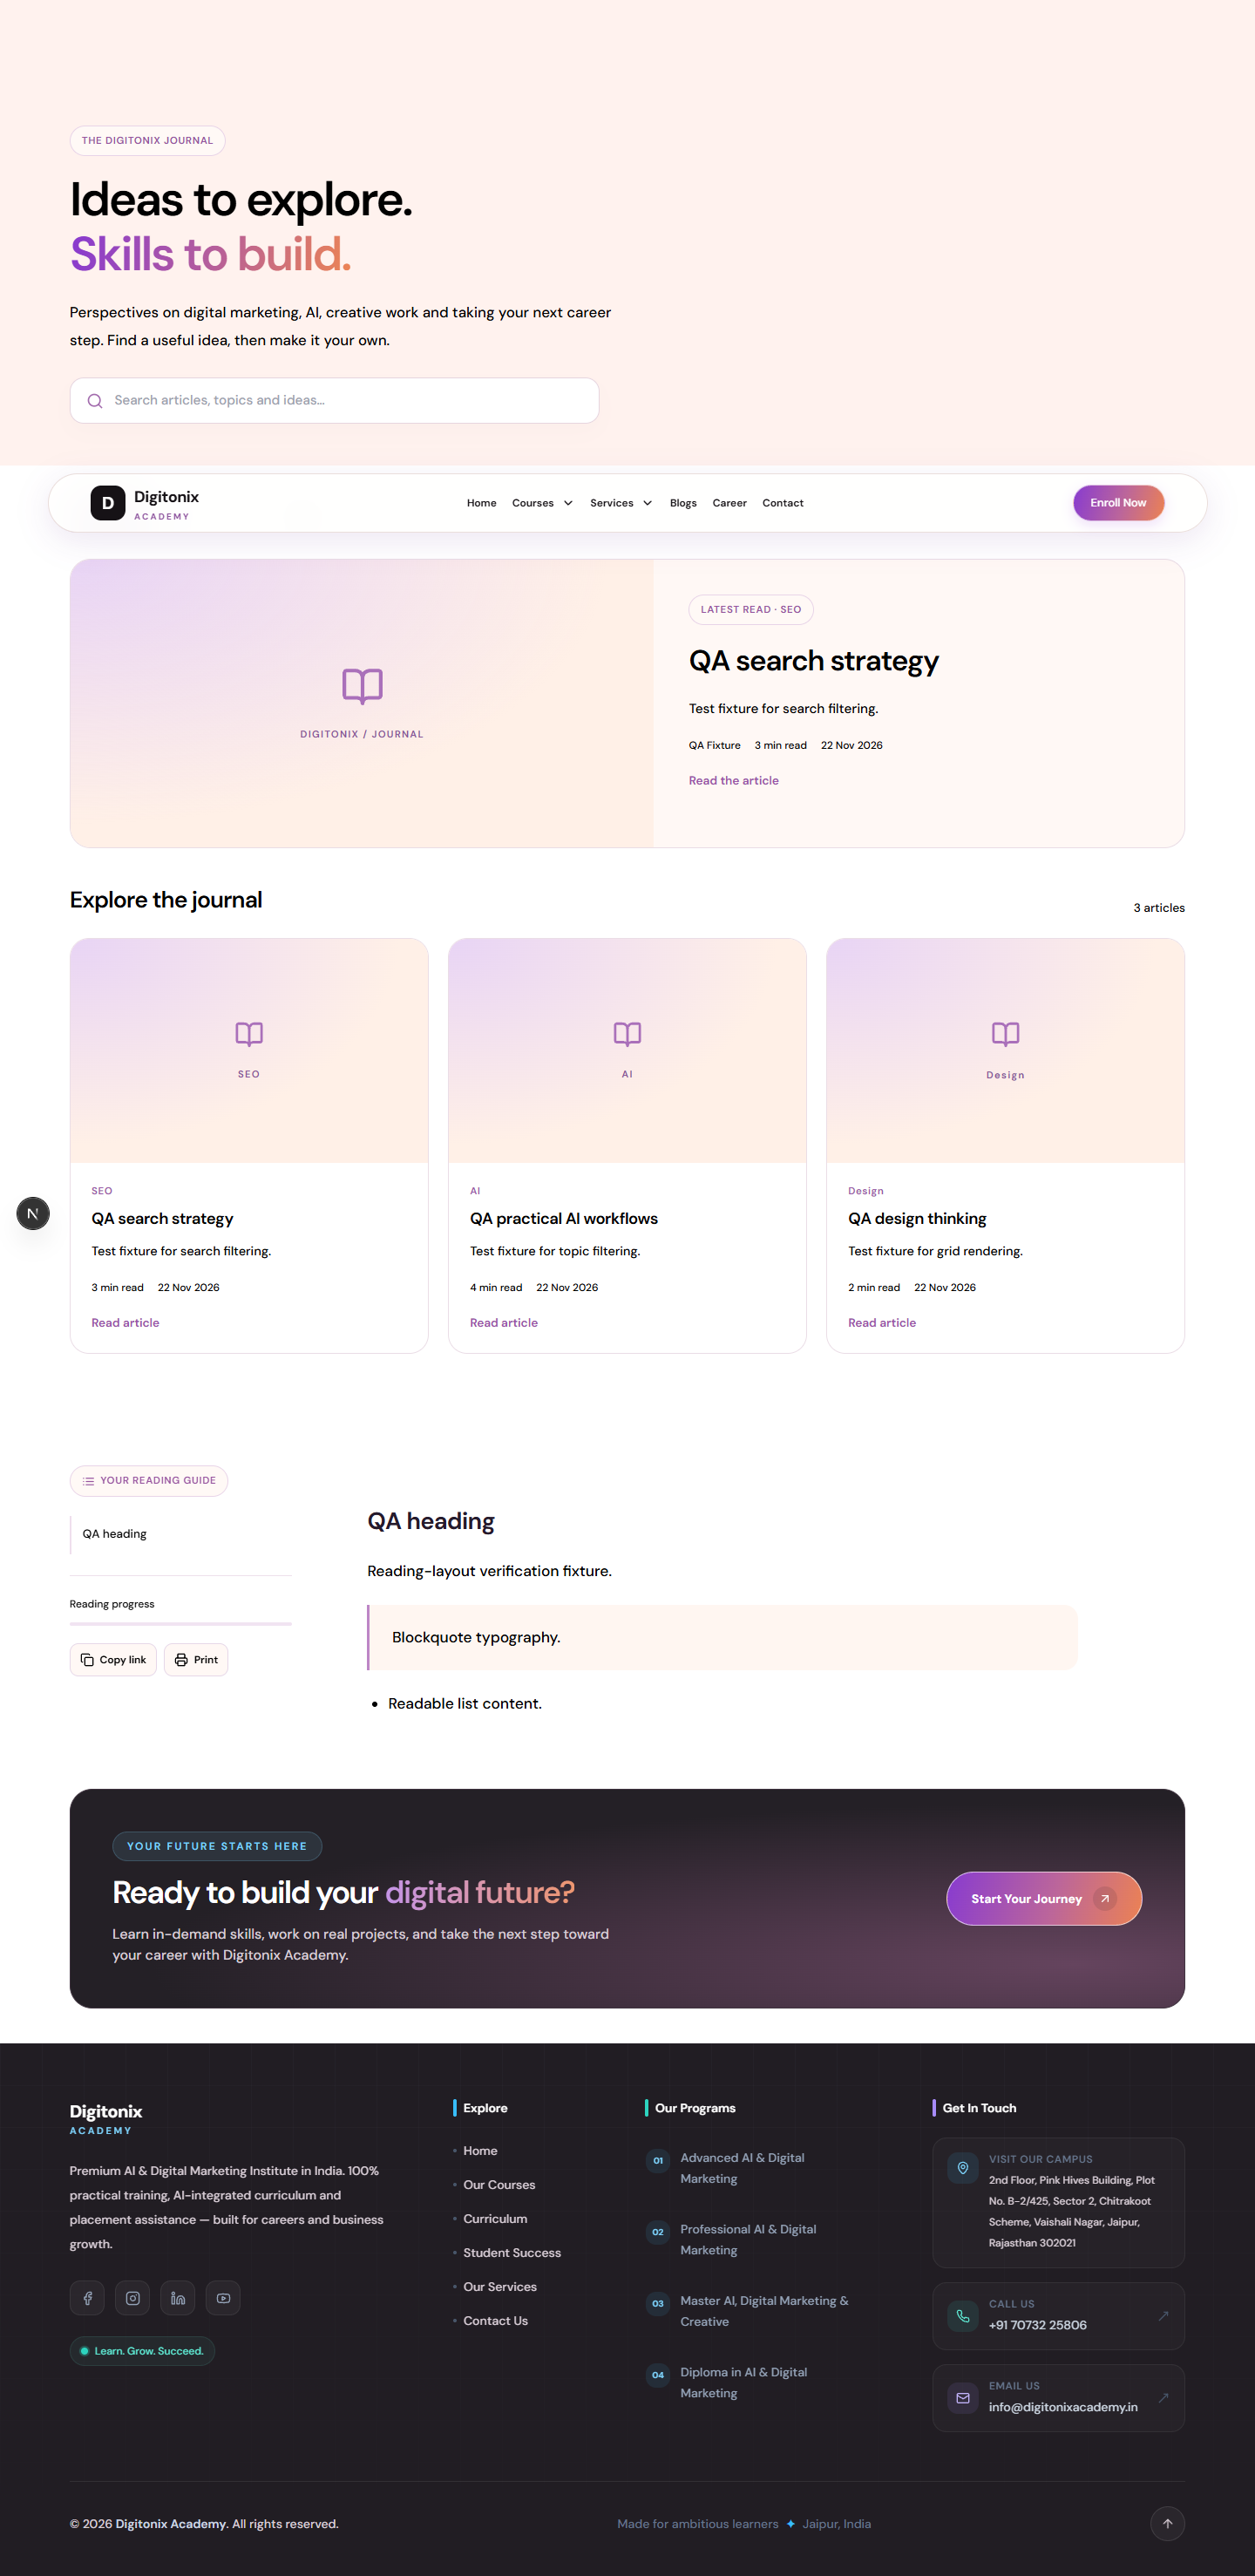 THE DIGITONIX JOURNAL
Ideas to explore.
Skills to build.
Perspectives on digital marketing, AI, creative work and taking your next career
step. Find a useful idea, then make it your own.
Search articles, topics and ideas...
D
Digitonix
ACADEMY
Home
Courses
Services
Blogs
Career
Contact
Enroll Now
DIGITONIX / JOURNAL
LATEST READ · SEO
QA search strategy
Test fixture for search filtering.
QA Fixture 3 min read 22 Nov 2026
Read the article
Explore the journal
3 articles
SEO
SEO
QA search strategy
Test fixture for search filtering.
3 min read 22 Nov 2026
Read article
AI
AI
QA practical AI workflows
Test fixture for topic filtering.
4 min read 22 Nov 2026
Read article
Design
Design
QA design thinking
Test fixture for grid rendering.
2 min read 22 Nov 2026
Read article
N
YOUR READING GUIDE
QA heading
Reading progress
Copy link
Print
QA heading
Reading-layout verification fixture.
Blockquote typography.
• Readable list content.
YOUR FUTURE STARTS HERE
Ready to build your digital future?
Learn in-demand skills, work on real projects, and take the next step toward
your career with Digitonix Academy.
Start Your Journey
Digitonix
ACADEMY
Premium AI & Digital Marketing Institute in India. 100%
practical training, AI-integrated curriculum and
placement assistance — built for careers and business
growth.
Learn. Grow. Succeed.
Explore
Home
Our Courses
Curriculum
Student Success
Our Services
Contact Us
Our Programs
01 Advanced AI & Digital
Marketing
02 Professional AI & Digital
Marketing
03 Master AI, Digital Marketing &
Creative
04 Diploma in AI & Digital
Marketing
Get In Touch
VISIT OUR CAMPUS
2nd Floor, Pink Hives Building, Plot
No. B-2/425, Sector 2, Chitrakoot
Scheme, Vaishali Nagar, Jaipur,
Rajasthan 302021
CALL US
+91 70732 25806
EMAIL US
info@digitonixacademy.in
© 2026 Digitonix Academy. All rights reserved.
Made for ambitious learners ✦ Jaipur, India